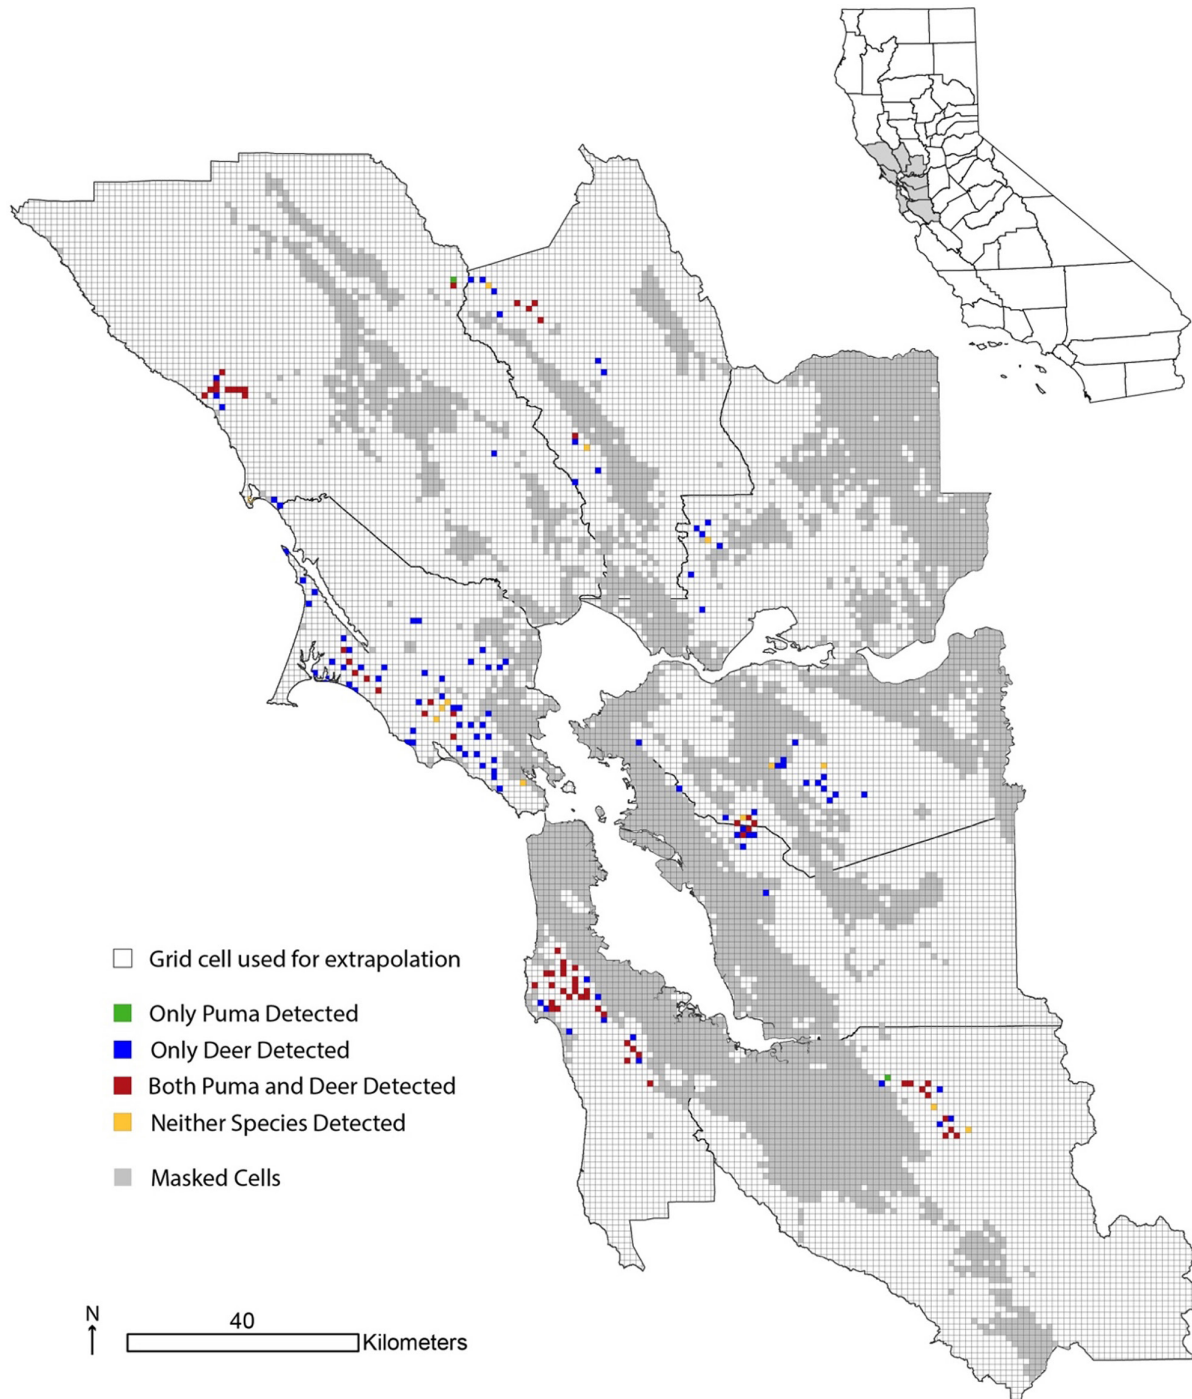 Grid cell used for extrapolation
Only Puma Detected
Only Deer Detected
Both Puma and Deer Detected
Neither Species Detected
Masked Cells
N
40
Kilometers